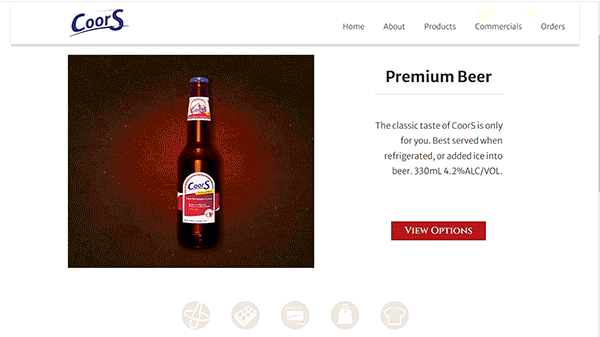 CoorS
Home About Products Commercials Orders
Premium Beer
The classic taste of CoorS is only
for you. Best served when
refrigerated, or added ice into
beer. 330mL 4.2%ALC/VOL.
CoorS
View Options